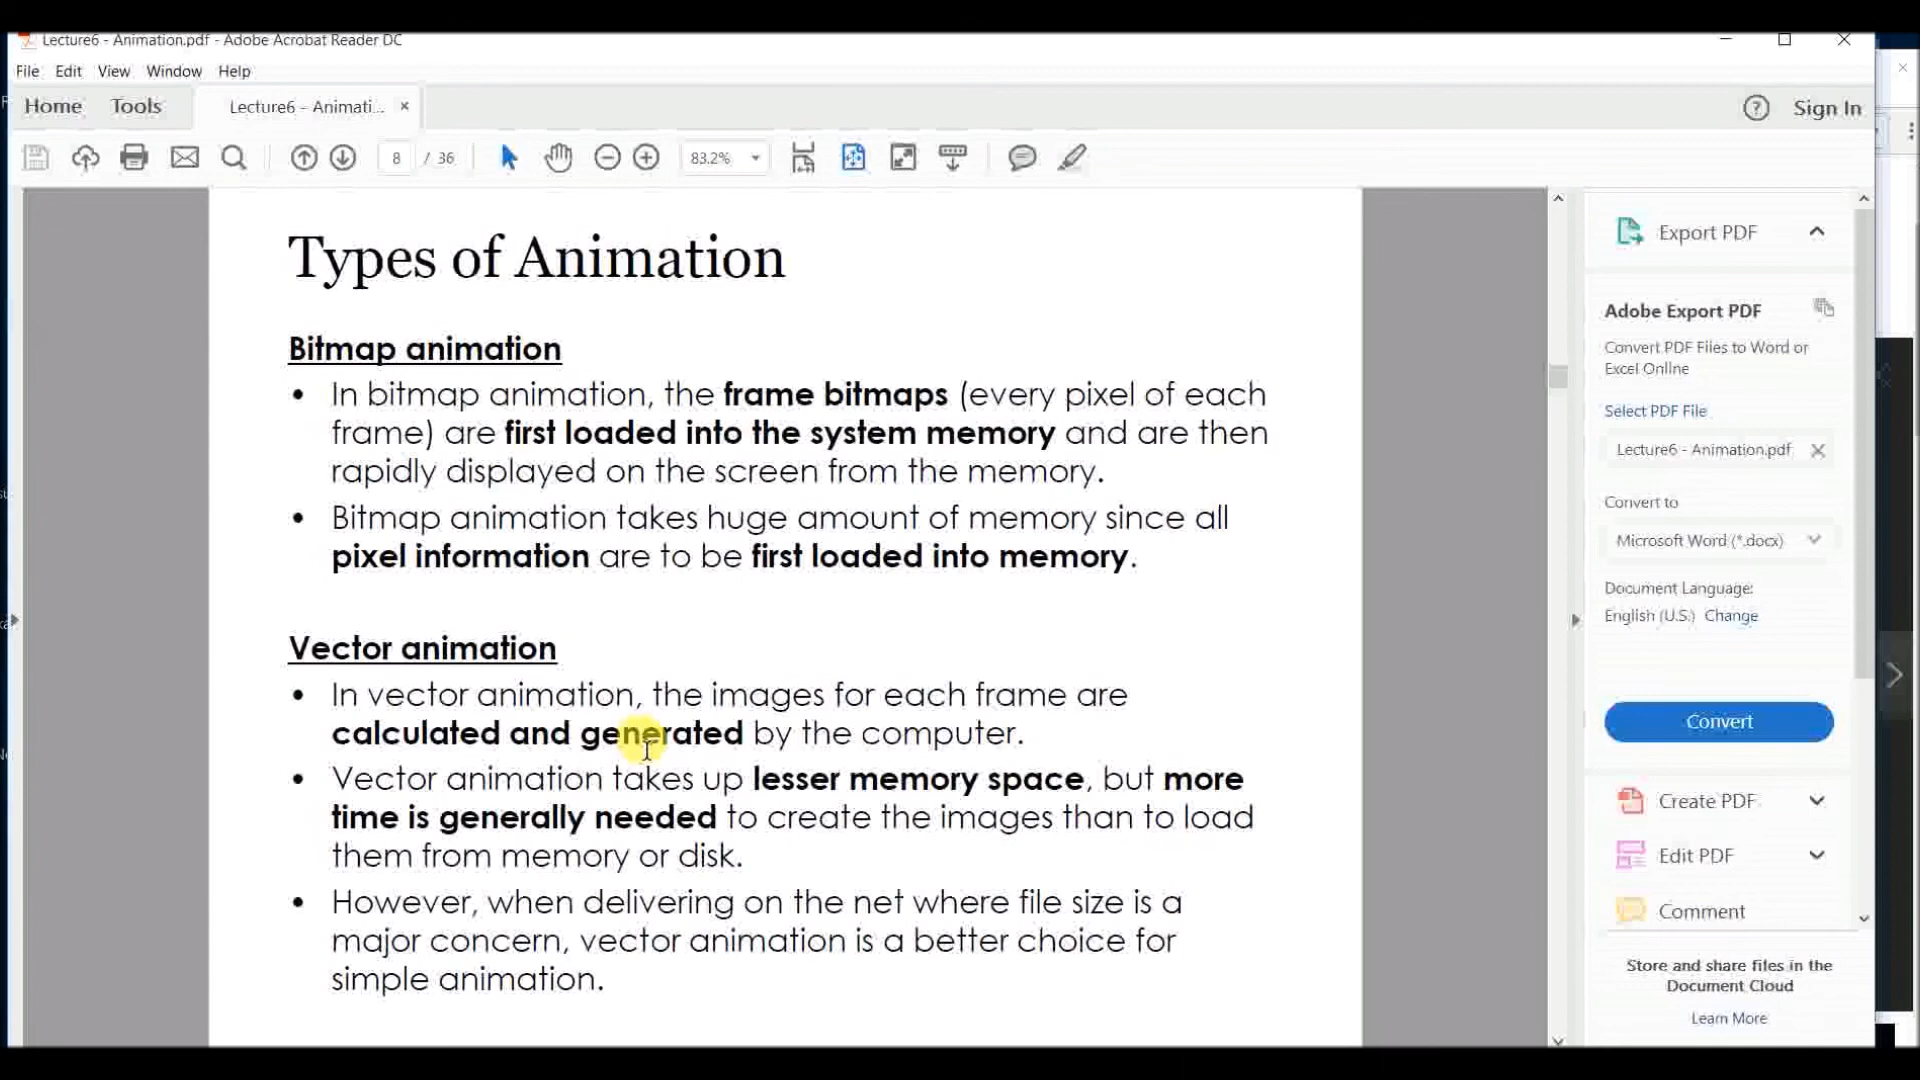 Lecture6 - Animation.pdf - Adobe Acrobat Reader DC
File Edit View Window Help
Home Tools Lecture6 - Animati... × Sign In
8 / 36 83.2%
Types of Animation
Bitmap animation
• In bitmap animation, the frame bitmaps (every pixel of each
frame) are first loaded into the system memory and are then
rapidly displayed on the screen from the memory.
• Bitmap animation takes huge amount of memory since all
pixel information are to be first loaded into memory.
Vector animation
• In vector animation, the images for each frame are
calculated and generated by the computer.
• Vector animation takes up lesser memory space, but more
time is generally needed to create the images than to load
them from memory or disk.
• However, when delivering on the net where file size is a
major concern, vector animation is a better choice for
simple animation.
Export PDF
Adobe Export PDF
Convert PDF Files to Word or
Excel Online
Select PDF File
Lecture6 - Animation.pdf
Convert to
Microsoft Word (*.docx)
Document Language:
English (U.S.) Change
Convert
Create PDF
Edit PDF
Comment
Store and share files in the
Document Cloud
Learn More